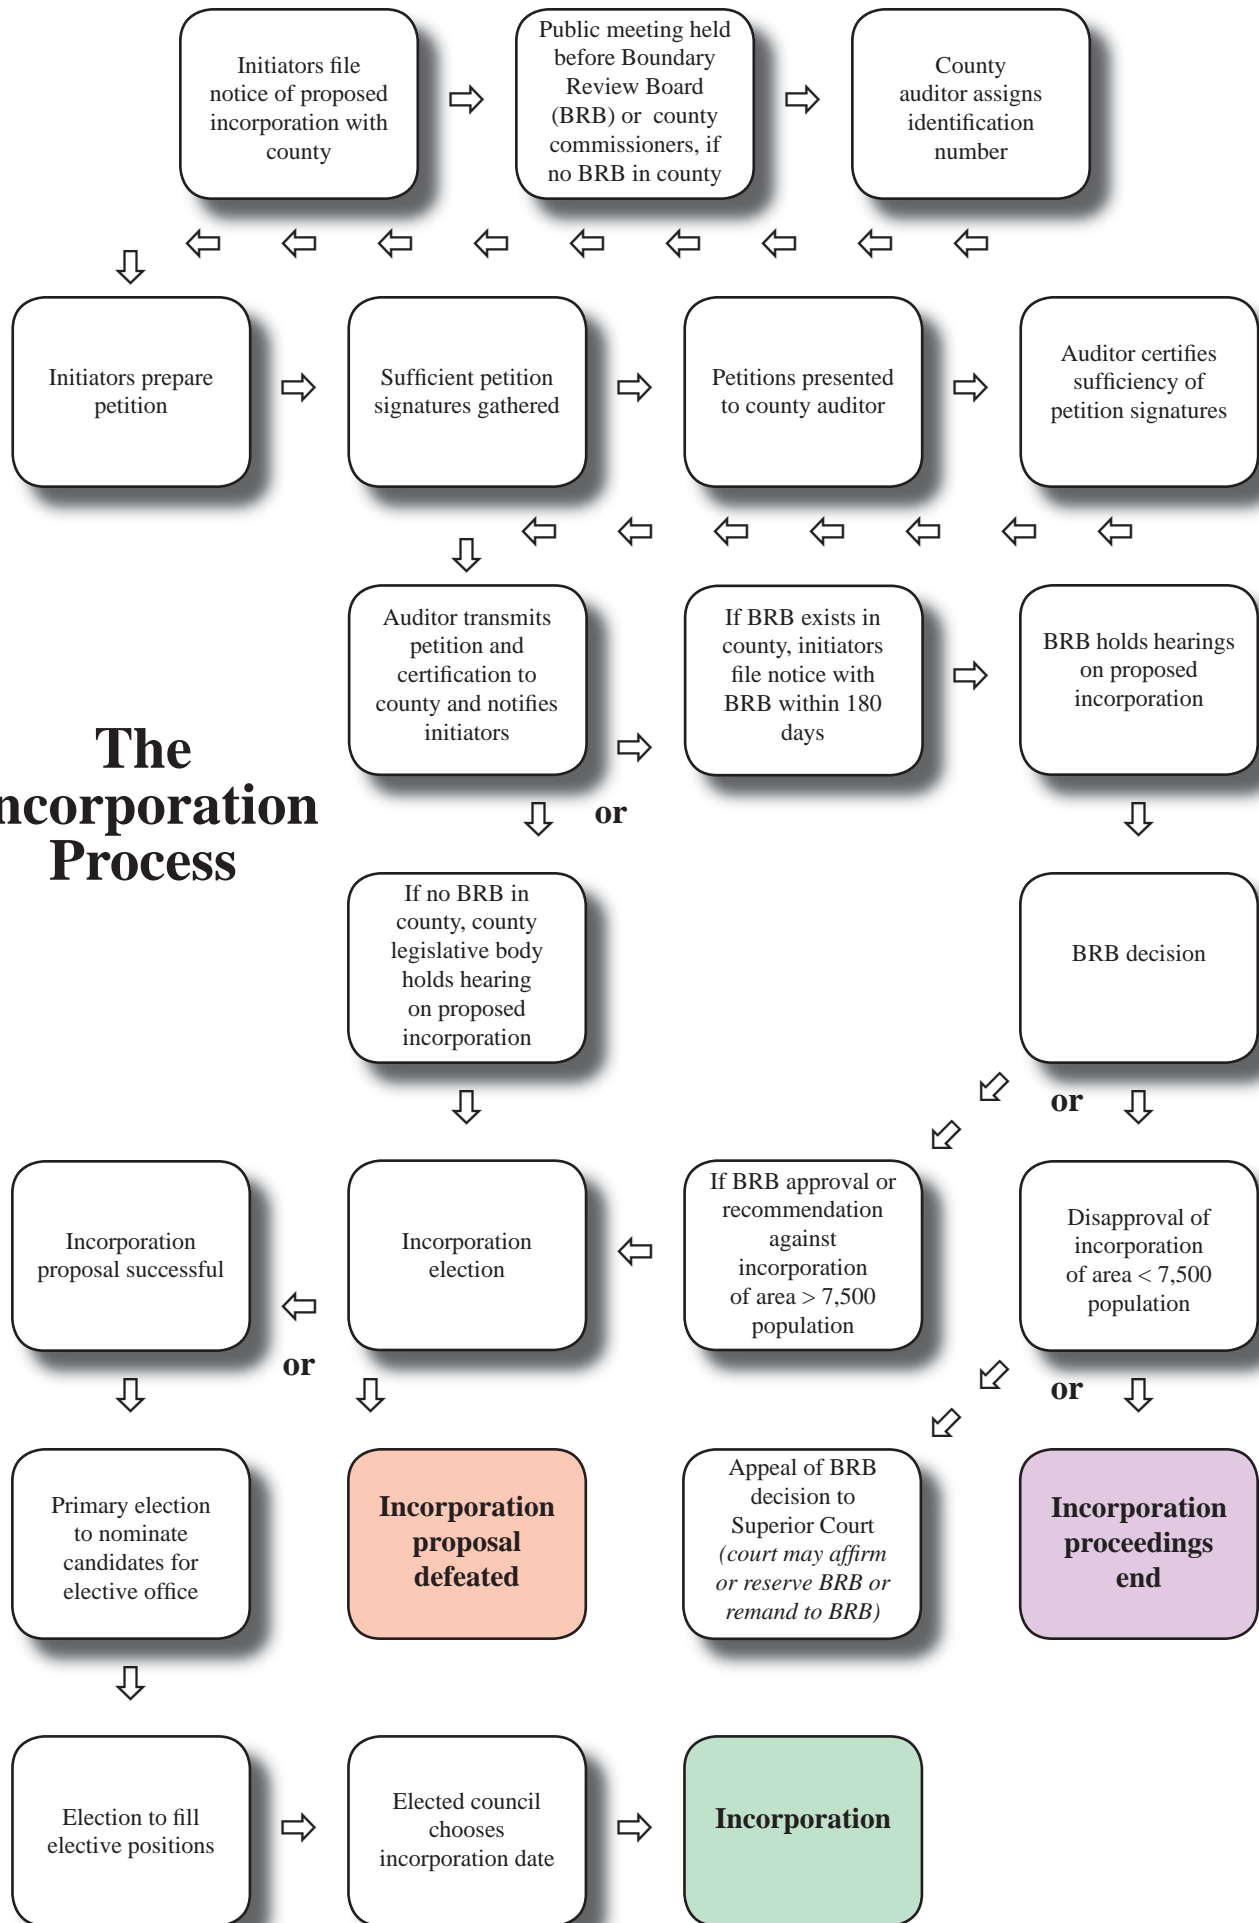 Initiators file
notice of proposed
incorporation with
county
Public meeting held
before Boundary
Review Board
(BRB) or county
commissioners, if
no BRB in county
County
auditor assigns
identification
number
Initiators prepare
petition
Sufficient petition
signatures gathered
Petitions presented
to county auditor
Auditor certifies
sufficiency of
petition signatures
Auditor transmits
petition and
certification to
county and notifies
initiators
If BRB exists in
county, initiators
file notice with
BRB within 180
days
BRB holds hearings
on proposed
incorporation
The
ncorporation
Process
or
If no BRB in
county, county
legislative body
holds hearing
on proposed
incorporation
BRB decision
or
Incorporation
proposal successful
Incorporation
election
If BRB approval or
recommendation
against
incorporation
of area > 7,500
population
Disapproval of
incorporation
of area < 7,500
population
or
or
Primary election
to nominate
candidates for
elective office
Incorporation
proposal
defeated
Appeal of BRB
decision to
Superior Court
(court may affirm
or reserve BRB or
remand to BRB)
Incorporation
proceedings
end
Election to fill
elective positions
Elected council
chooses
incorporation date
Incorporation